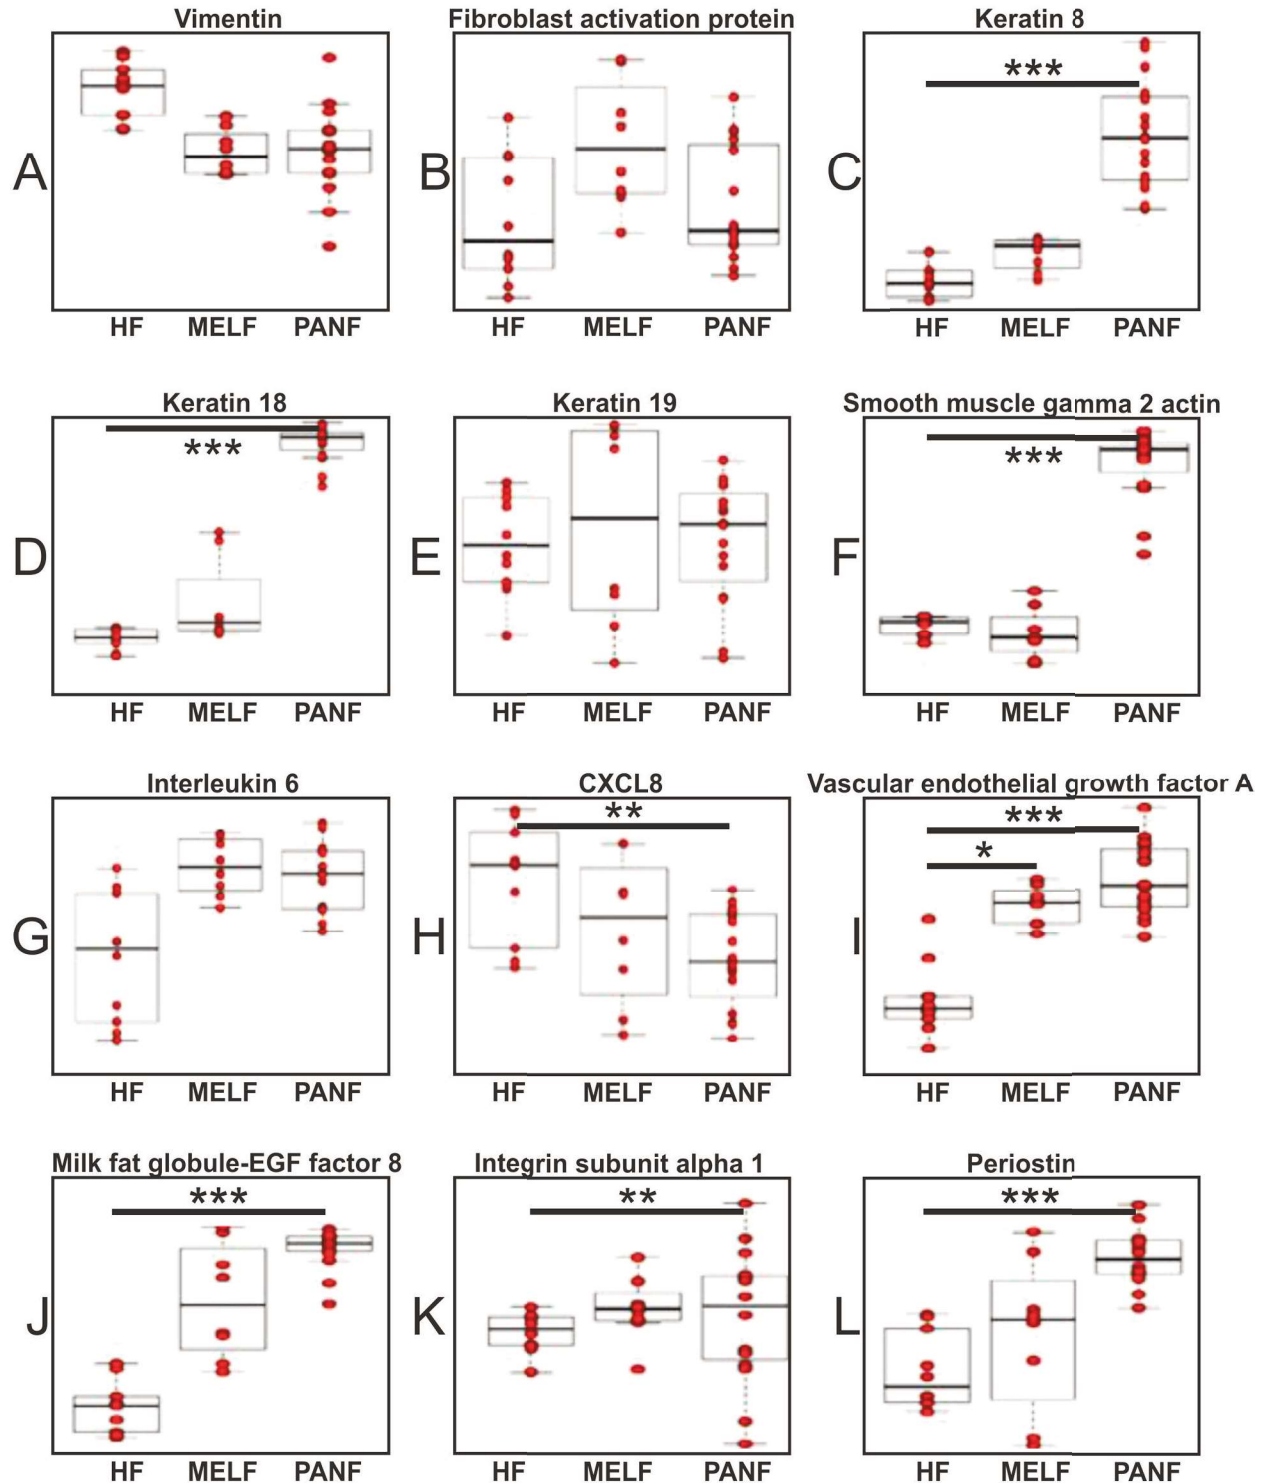 Vimentin
Fibroblast activation protein
Keratin 8
***
A
B
C
HF MELF PANF
HF MELF PANF
HF MELF PANF
Keratin 18
Keratin 19
Smooth muscle gamma 2 actin
***
***
D
E
F
HF MELF PANF
HF MELF PANF
HF MELF PANF
Interleukin 6
CXCL8
Vascular endothelial growth factor A
**
***
*
G
H
I
HF MELF PANF
HF MELF PANF
HF MELF PANF
Milk fat globule-EGF factor 8
Integrin subunit alpha 1
Periostin
***
**
***
J
K
L
HF MELF PANF
HF MELF PANF
HF MELF PANF